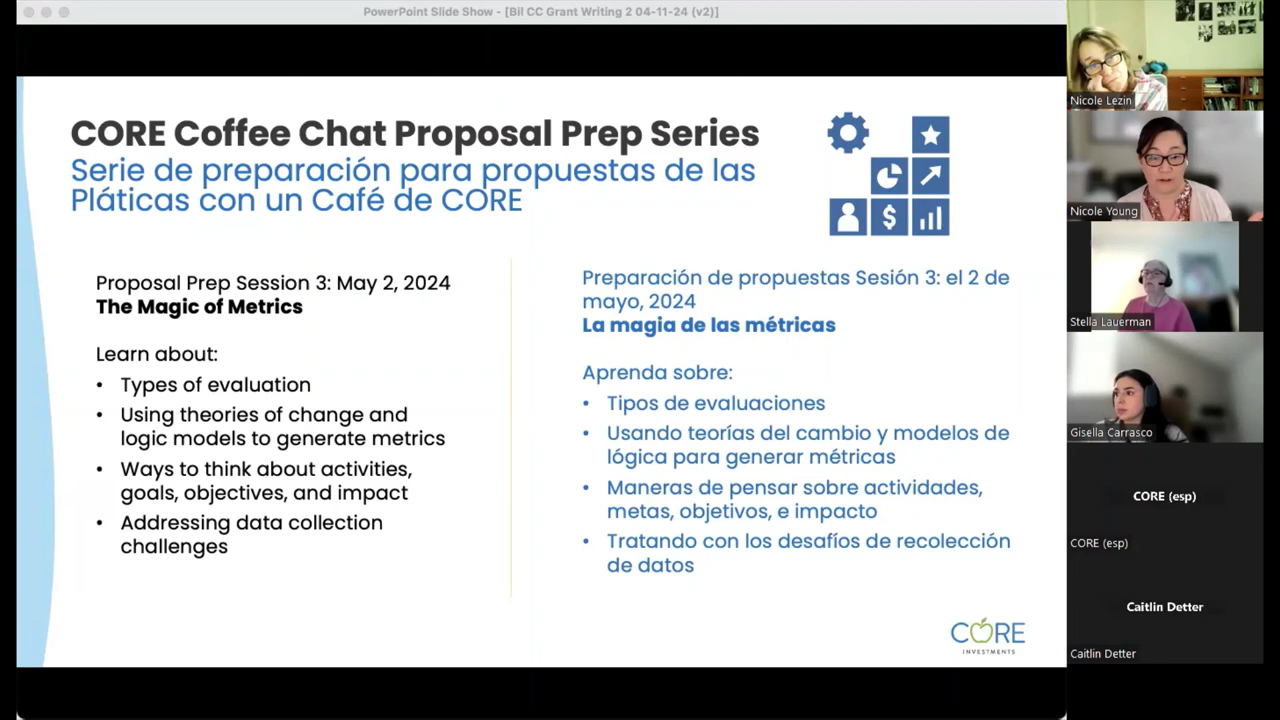 PowerPoint Slide Show - [Bil CC Grant Writing 2 04-11-24 (v2)]
CORE Coffee Chat Proposal Prep Series
Serie de preparación para propuestas de las
Pláticas con un Café de CORE
Proposal Prep Session 3: May 2, 2024
The Magic of Metrics
Learn about:
• Types of evaluation
• Using theories of change and
logic models to generate metrics
• Ways to think about activities,
goals, objectives, and impact
• Addressing data collection
challenges
Preparación de propuestas Sesión 3: el 2 de
mayo, 2024
La magia de las métricas
Aprenda sobre:
• Tipos de evaluaciones
• Usando teorías del cambio y modelos de
lógica para generar métricas
• Maneras de pensar sobre actividades,
metas, objetivos, e impacto
• Tratando con los desafíos de recolección
de datos
$
CORE
INVESTMENTS
Nicole Lezin
Nicole Young
Stella Lauerman
Gisella Carrasco
CORE (esp)
CORE (esp)
Caitlin Detter
Caitlin Detter